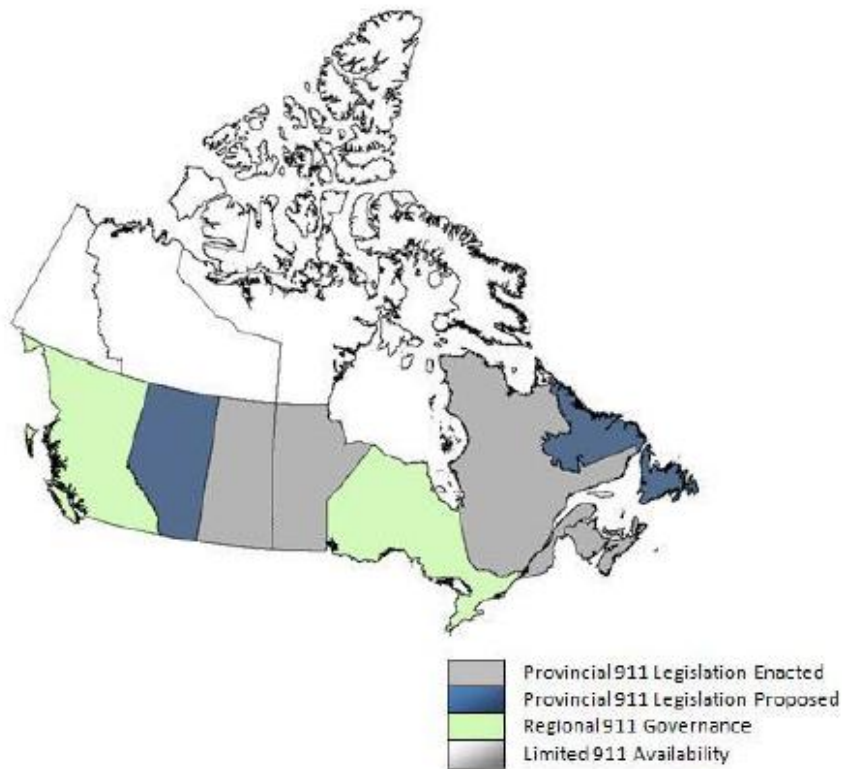 Provincial 911 Legislation Enacted
Provincial 911 Legislation Proposed
Regional 911 Governance
Limited 911 Availability